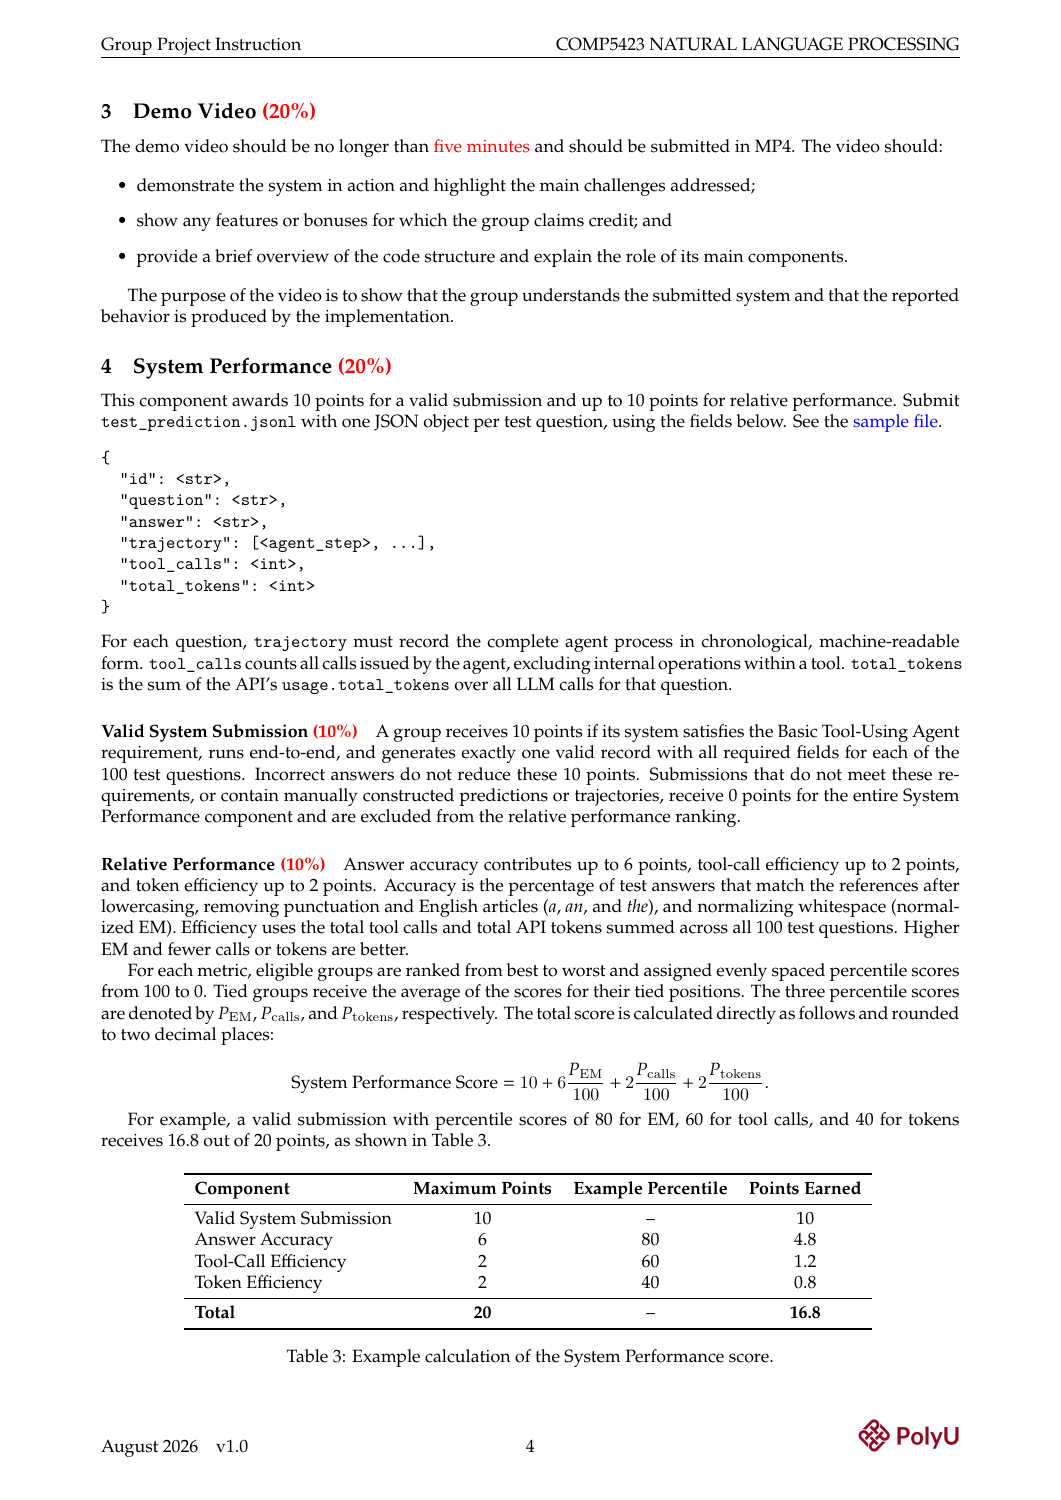 Group Project Instruction COMP5423 NATURAL LANGUAGE PROCESSING
3 Demo Video (20%)
The demo video should be no longer than five minutes and should be submitted in MP4. The video should:
• demonstrate the system in action and highlight the main challenges addressed;
• show any features or bonuses for which the group claims credit; and
• provide a brief overview of the code structure and explain the role of its main components.
The purpose of the video is to show that the group understands the submitted system and that the reported
behavior is produced by the implementation.
4 System Performance (20%)
This component awards 10 points for a valid submission and up to 10 points for relative performance. Submit
test_prediction.jsonl with one JSON object per test question, using the fields below. See the sample file.
{
"id": <str>,
"question": <str>,
"answer": <str>,
"trajectory": [<agent_step>, ...],
"tool_calls": <int>,
"total_tokens": <int>
}
For each question, trajectory must record the complete agent process in chronological, machine-readable
form. tool_calls counts all calls issued by the agent, excluding internal operations within a tool. total_tokens
is the sum of the API's usage.total_tokens over all LLM calls for that question.
Valid System Submission (10%) A group receives 10 points if its system satisfies the Basic Tool-Using Agent
requirement, runs end-to-end, and generates exactly one valid record with all required fields for each of the
100 test questions. Incorrect answers do not reduce these 10 points. Submissions that do not meet these re-
quirements, or contain manually constructed predictions or trajectories, receive 0 points for the entire System
Performance component and are excluded from the relative performance ranking.
Relative Performance (10%) Answer accuracy contributes up to 6 points, tool-call efficiency up to 2 points,
and token efficiency up to 2 points. Accuracy is the percentage of test answers that match the references after
lowercasing, removing punctuation and English articles (a, an, and the), and normalizing whitespace (normal-
ized EM). Efficiency uses the total tool calls and total API tokens summed across all 100 test questions. Higher
EM and fewer calls or tokens are better.
For each metric, eligible groups are ranked from best to worst and assigned evenly spaced percentile scores
from 100 to 0. Tied groups receive the average of the scores for their tied positions. The three percentile scores
are denoted by P_EM, P_calls, and P_tokens, respectively. The total score is calculated directly as follows and rounded
to two decimal places:
System Performance Score = 10 + 6 P_EM/100 + 2 P_calls/100 + 2 P_tokens/100 .
For example, a valid submission with percentile scores of 80 for EM, 60 for tool calls, and 40 for tokens
receives 16.8 out of 20 points, as shown in Table 3.
Component Maximum Points Example Percentile Points Earned
Valid System Submission 10 – 10
Answer Accuracy 6 80 4.8
Tool-Call Efficiency 2 60 1.2
Token Efficiency 2 40 0.8
Total 20 – 16.8
Table 3: Example calculation of the System Performance score.
August 2026 v1.0 4 PolyU